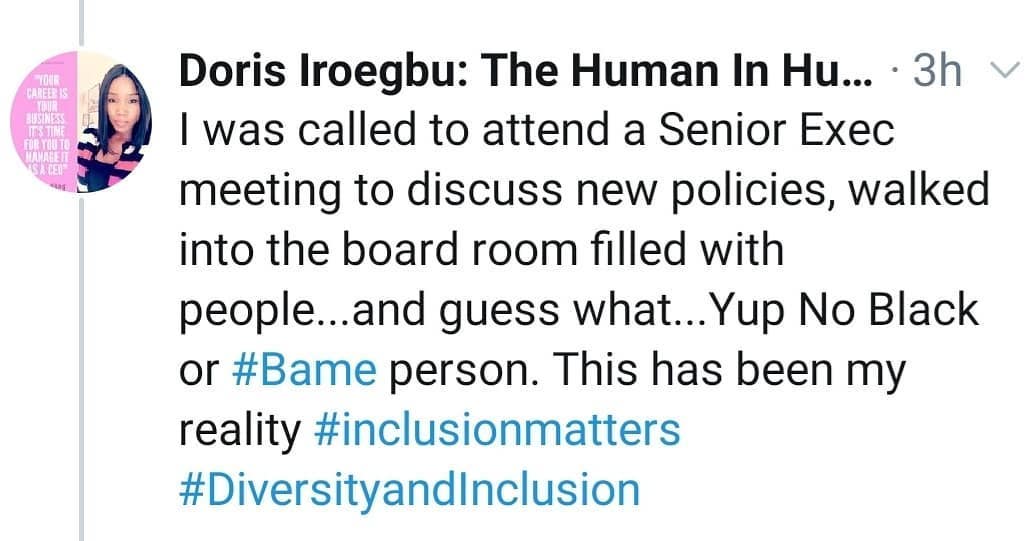 Doris Iroegbu: The Human In Hu... · 3h
I was called to attend a Senior Exec
meeting to discuss new policies, walked
into the board room filled with
people...and guess what...Yup No Black
or #Bame person. This has been my
reality #inclusionmatters
#DiversityandInclusion
"YOUR
CAREER IS
YOUR
BUSINESS.
IT'S TIME
FOR YOU TO
MANAGE IT
AS A CEO"